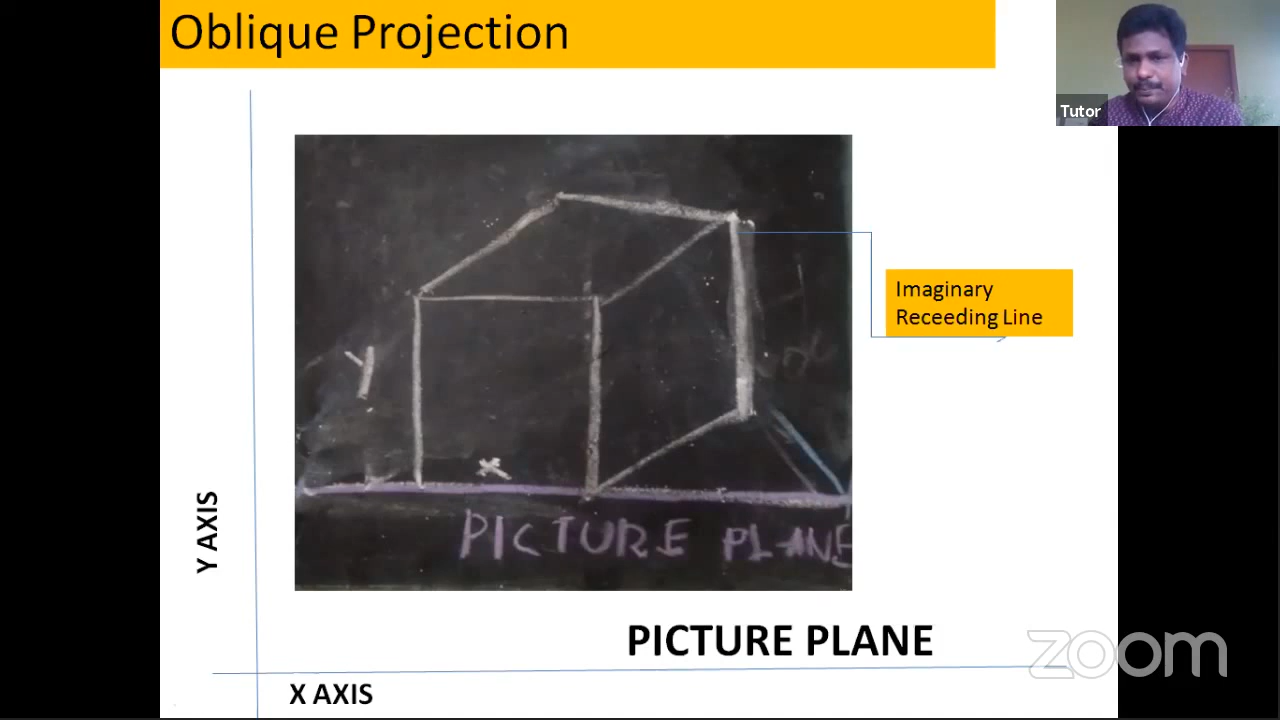 Oblique Projection
Tutor
Imaginary
Receeding Line
Y
X
PICTURE PLANE
Y AXIS
PICTURE PLANE
zoom
X AXIS